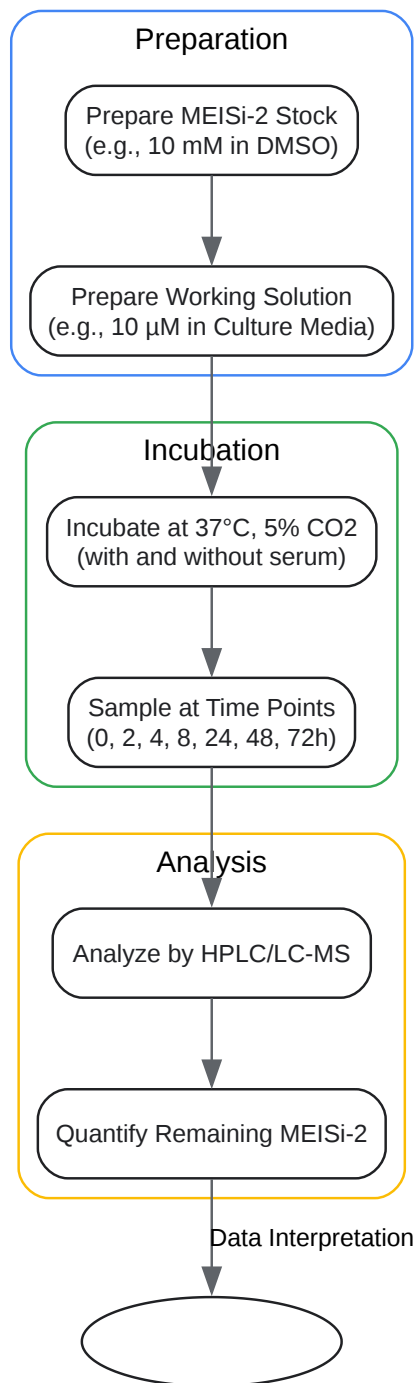 Preparation
Prepare MEISi-2 Stock
(e.g., 10 mM in DMSO)
Prepare Working Solution
(e.g., 10 µM in Culture Media)
Incubation
Incubate at 37°C, 5% CO2
(with and without serum)
Sample at Time Points
(0, 2, 4, 8, 24, 48, 72h)
Analysis
Analyze by HPLC/LC-MS
Quantify Remaining MEISi-2
Data Interpretation